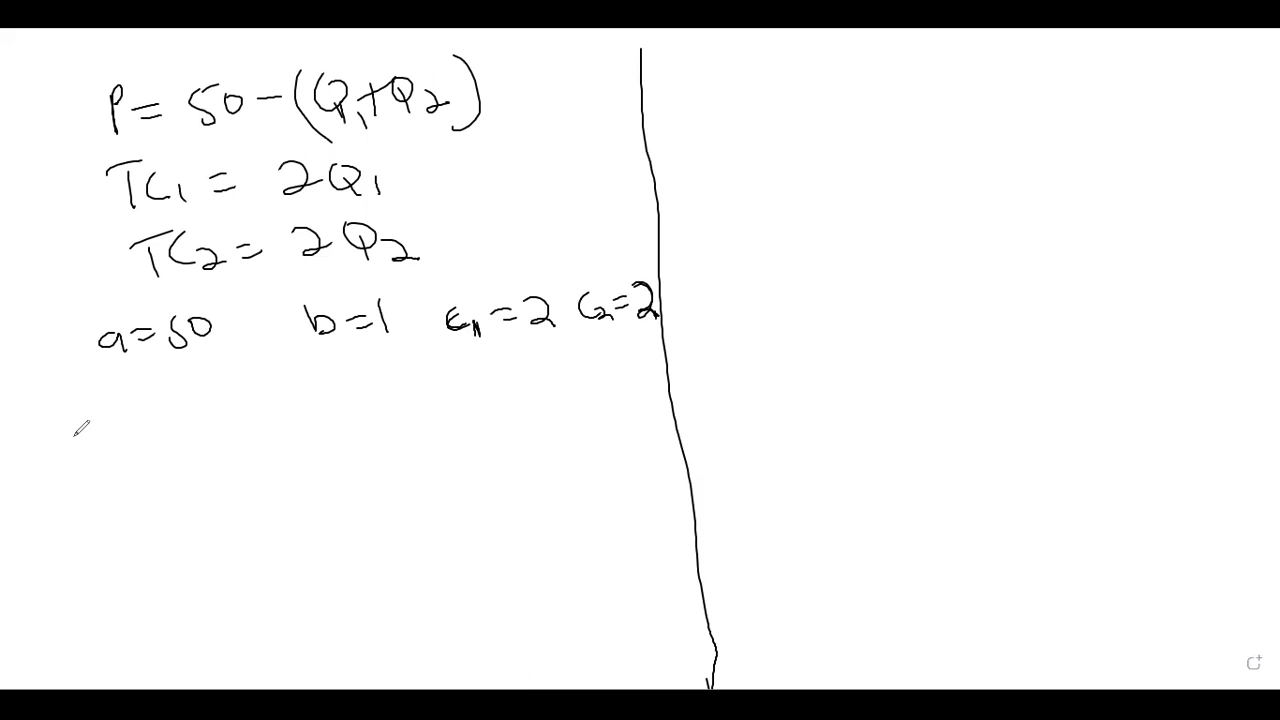 P = 50 - (Q₁ + Q₂)
TC₁ = 2Q₁
TC₂ = 2Q₂
a = 50 b = 1 c₁ = 2 c₂ = 2